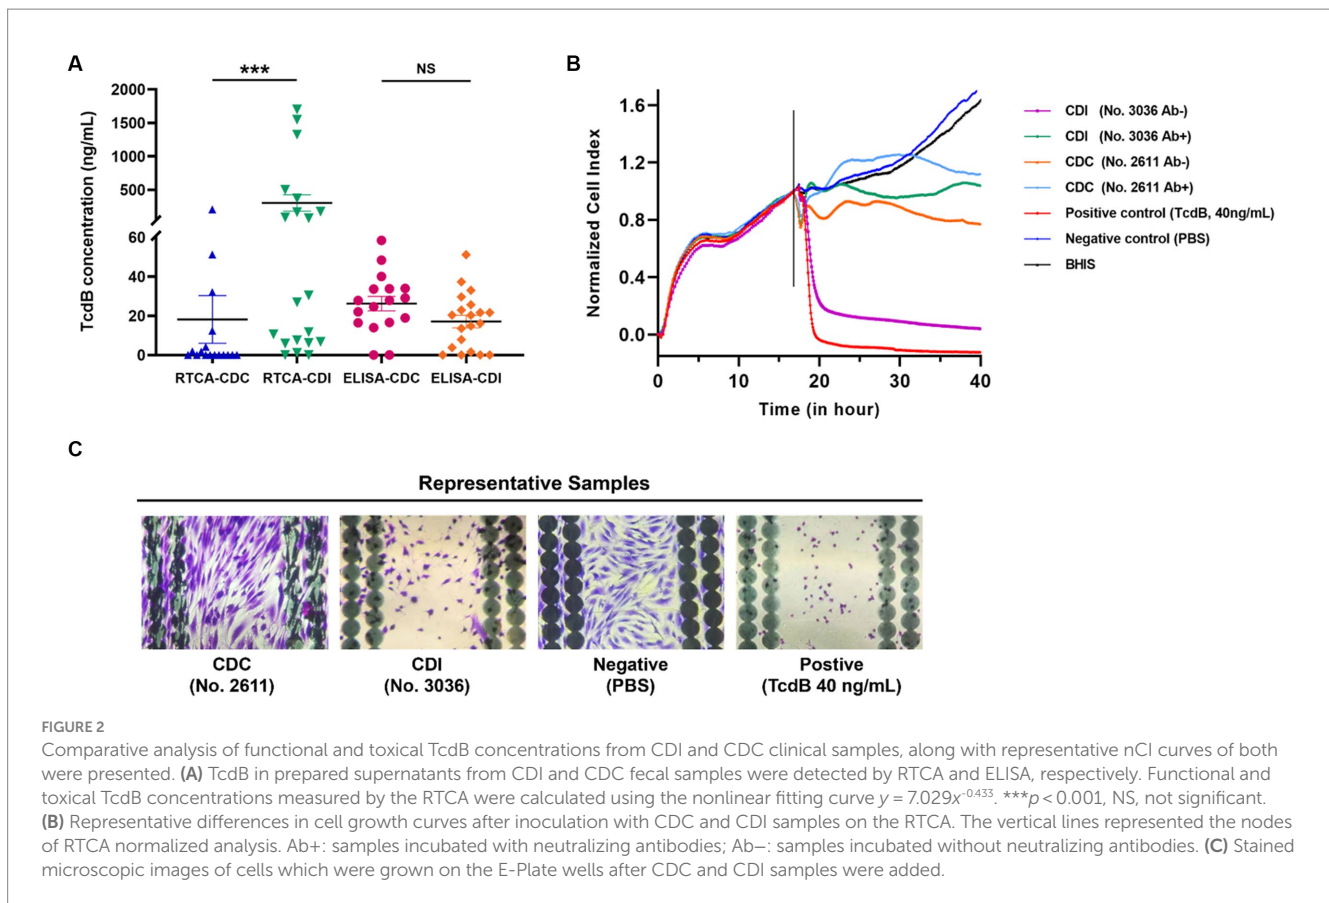 A
***
NS
2000
1500
1000
500
60
40
20
0
TcdB concentration (ng/mL)
RTCA-CDC
RTCA-CDI
ELISA-CDC
ELISA-CDI
B
1.6
1.2
0.8
0.4
0.0
Normalized Cell Index
0
10
20
30
40
Time (in hour)
CDI (No. 3036 Ab-)
CDI (No. 3036 Ab+)
CDC (No. 2611 Ab-)
CDC (No. 2611 Ab+)
Positive control (TcdB, 40ng/mL)
Negative control (PBS)
BHIS
C
Representative Samples
CDC
(No. 2611)
CDI
(No. 3036)
Negative
(PBS)
Postive
(TcdB 40 ng/mL)
FIGURE 2
Comparative analysis of functional and toxical TcdB concentrations from CDI and CDC clinical samples, along with representative nCI curves of both
were presented. (A) TcdB in prepared supernatants from CDI and CDC fecal samples were detected by RTCA and ELISA, respectively. Functional and
toxical TcdB concentrations measured by the RTCA were calculated using the nonlinear fitting curve y = 7.029x⁻⁰·⁴³³. ***p < 0.001, NS, not significant.
(B) Representative differences in cell growth curves after inoculation with CDC and CDI samples on the RTCA. The vertical lines represented the nodes
of RTCA normalized analysis. Ab+: samples incubated with neutralizing antibodies; Ab−: samples incubated without neutralizing antibodies. (C) Stained
microscopic images of cells which were grown on the E-Plate wells after CDC and CDI samples were added.